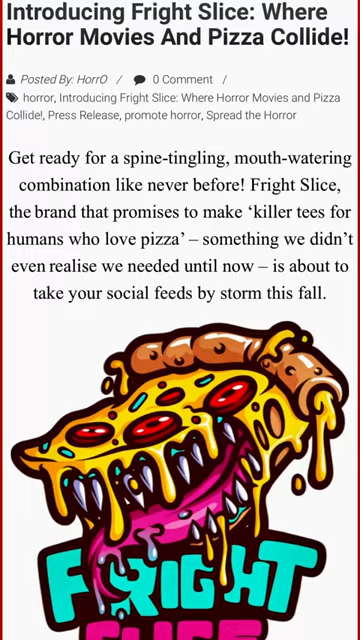 Introducing Fright Slice: Where
Horror Movies And Pizza Collide!
Posted By: HorrO / 0 Comment /
horror, Introducing Fright Slice: Where Horror Movies and Pizza
Collide!, Press Release, promote horror, Spread the Horror
Get ready for a spine-tingling, mouth-watering
combination like never before! Fright Slice,
the brand that promises to make ‘killer tees for
humans who love pizza’ – something we didn’t
even realise we needed until now – is about to
take your social feeds by storm this fall.
FRIGHT
SLICE